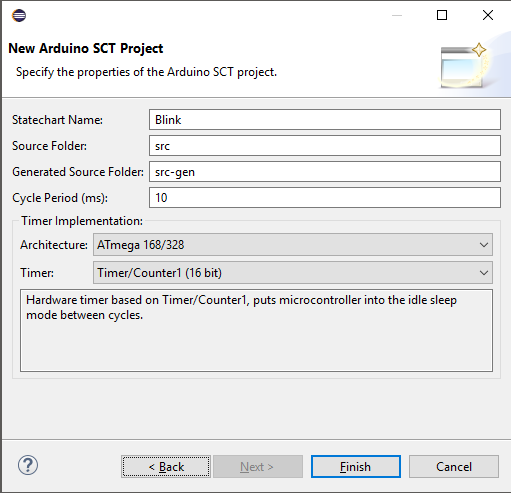 New Arduino SCT Project
Specify the properties of the Arduino SCT project.
Statechart Name: Blink
Source Folder: src
Generated Source Folder: src-gen
Cycle Period (ms): 10
Timer Implementation:
Architecture: ATmega 168/328
Timer: Timer/Counter1 (16 bit)
Hardware timer based on Timer/Counter1, puts microcontroller into the idle sleep
mode between cycles.
? < Back Next > Finish Cancel